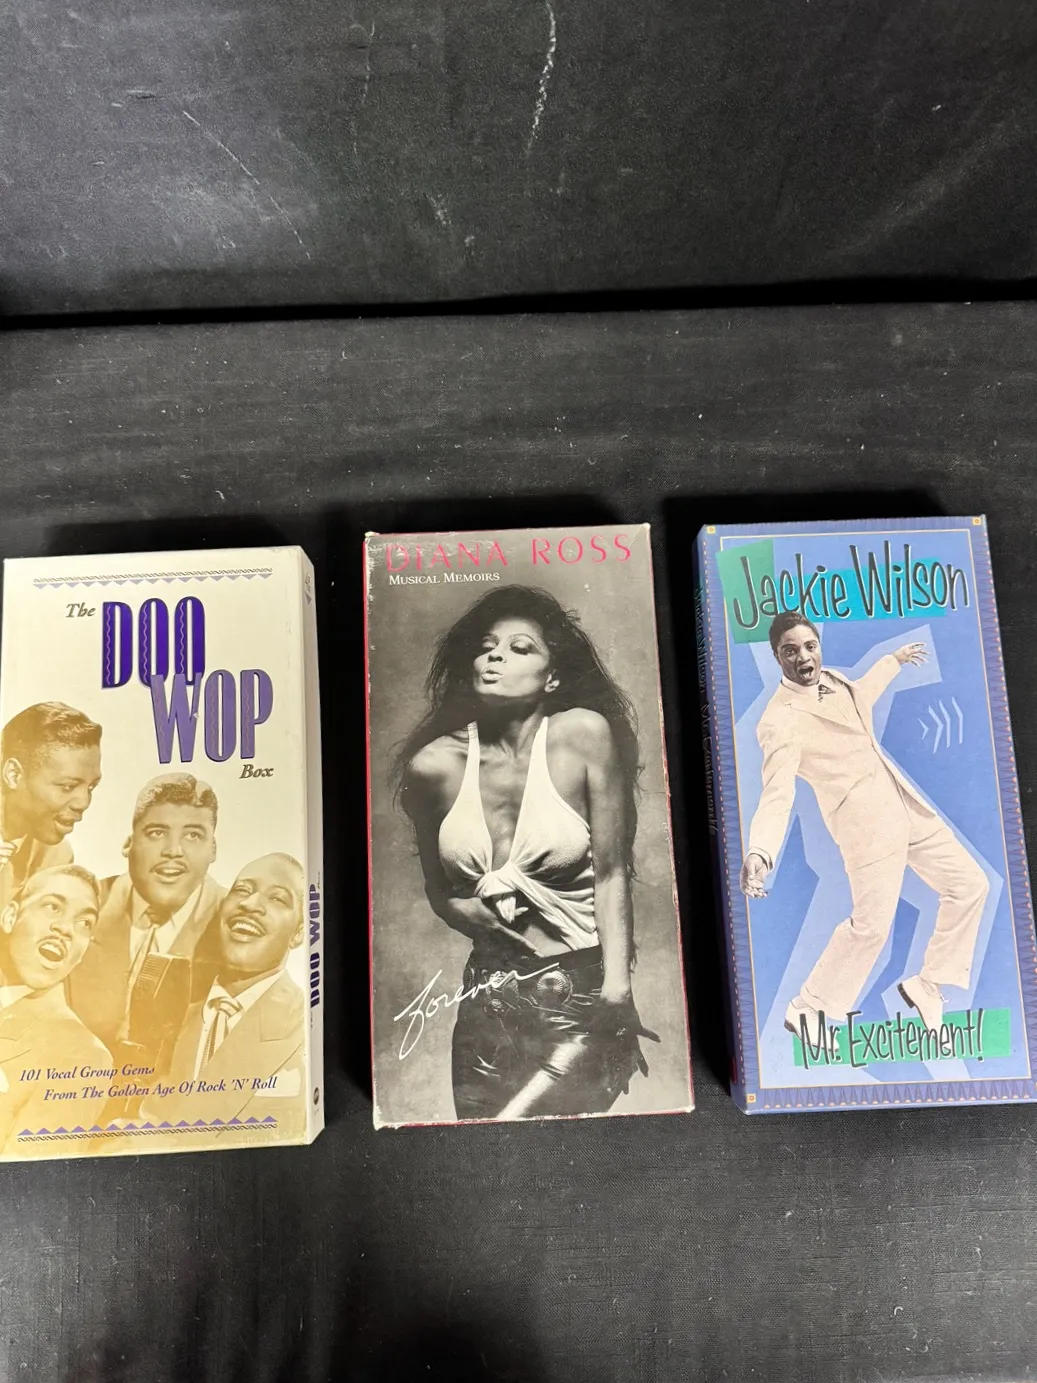 The
DOO
WOP
Box
101 Vocal Group Gems
From The Golden Age Of Rock 'N' Roll
DOO WOP
DIANA ROSS
MUSICAL MEMOIRS
forever
Jackie Wilson
Mr. Excitement!